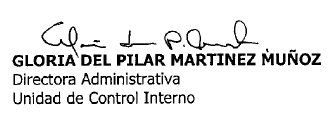 GLORIA DEL PILAR MARTINEZ MUÑOZ
Directora Administrativa
Unidad de Control Interno